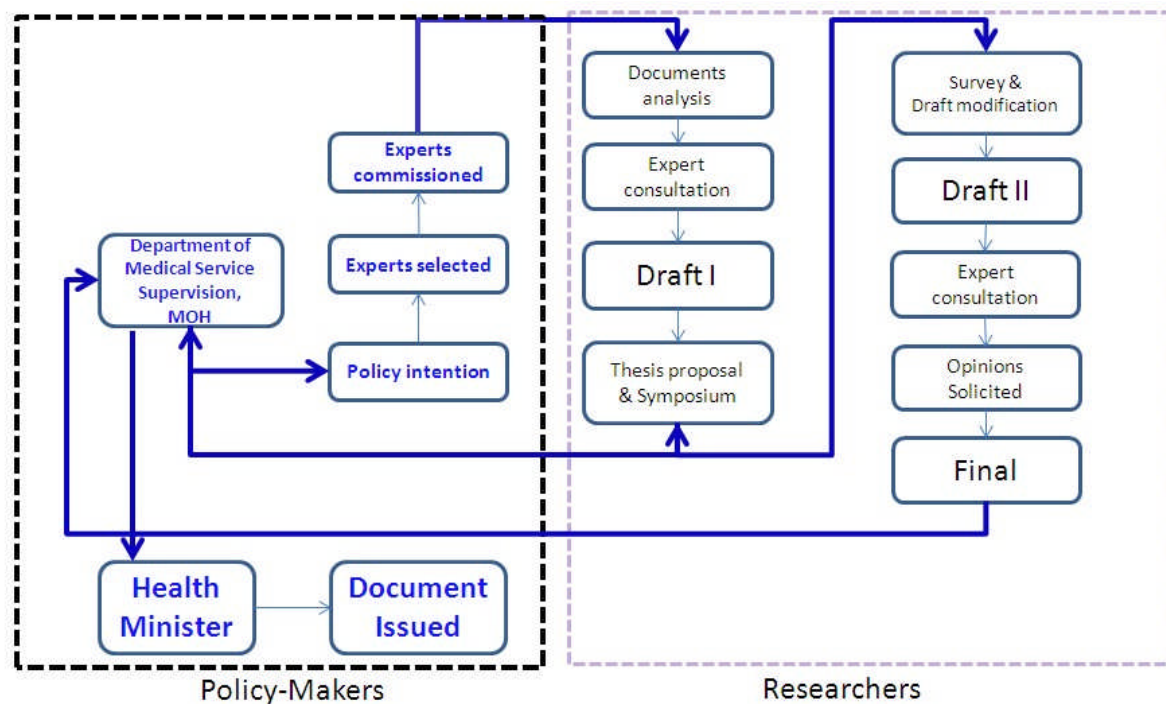 Experts
commissioned
Experts selected
Policy intention
Department of
Medical Service
Supervision,
MOH
Health
Minister
Document
Issued
Policy-Makers
Documents
analysis
Expert
consultation
Draft I
Thesis proposal
& Symposium
Survey &
Draft modification
Draft II
Expert
consultation
Opinions
Solicited
Final
Researchers